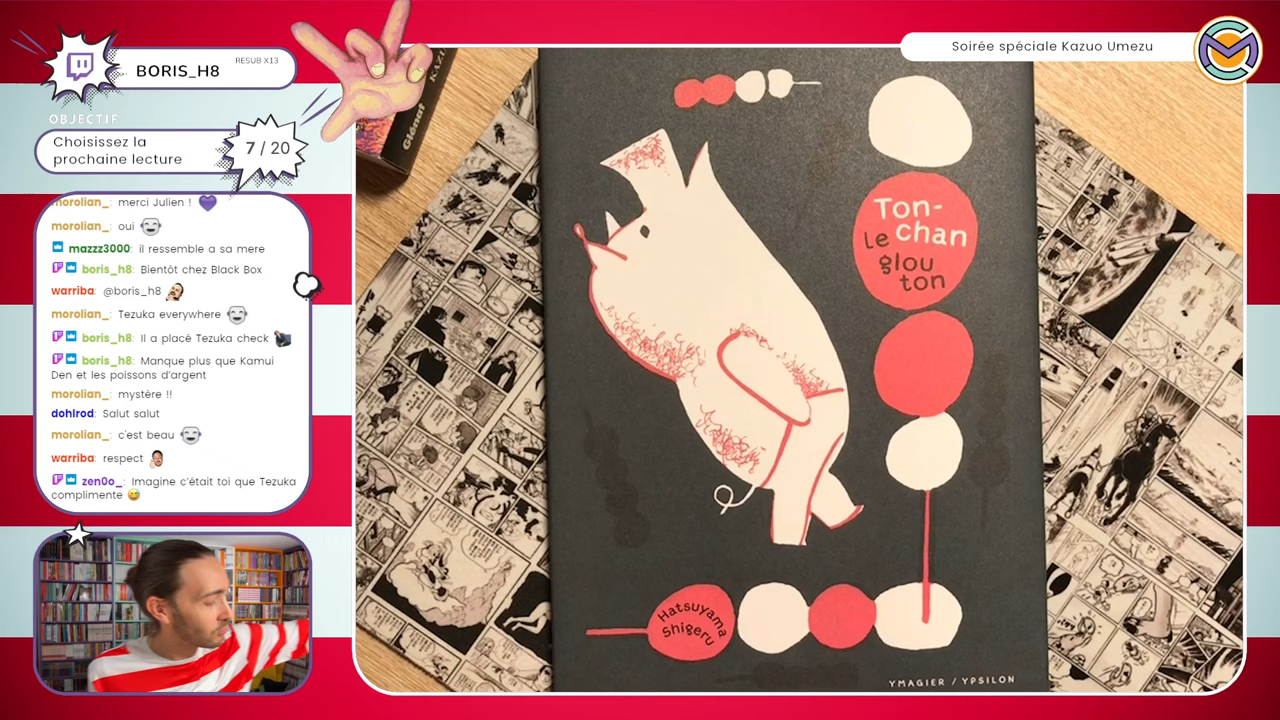 BORIS_H8
RESUB X13
OBJECTIF
Choisissez la
prochaine lecture
7 / 20
morolian_: merci Julien !
morolian_: oui
mazzz3000: il ressemble a sa mere
boris_h8: Bientôt chez Black Box
warriba: @boris_h8
morolian_: Tezuka everywhere
boris_h8: Il a placé Tezuka check
boris_h8: Manque plus que Kamui
Den et les poissons d'argent
morolian_: mystère !!
dohlrod: Salut salut
morolian_: c'est beau
warriba: respect
zen0o_: Imagine c'était toi que Tezuka
complimente
Soirée spéciale Kazuo Umezu
Glénat
KAZ
Ton-
chan
Le
glou
ton
Hatsuyama
Shigeru
YMAGIER / YPSILON